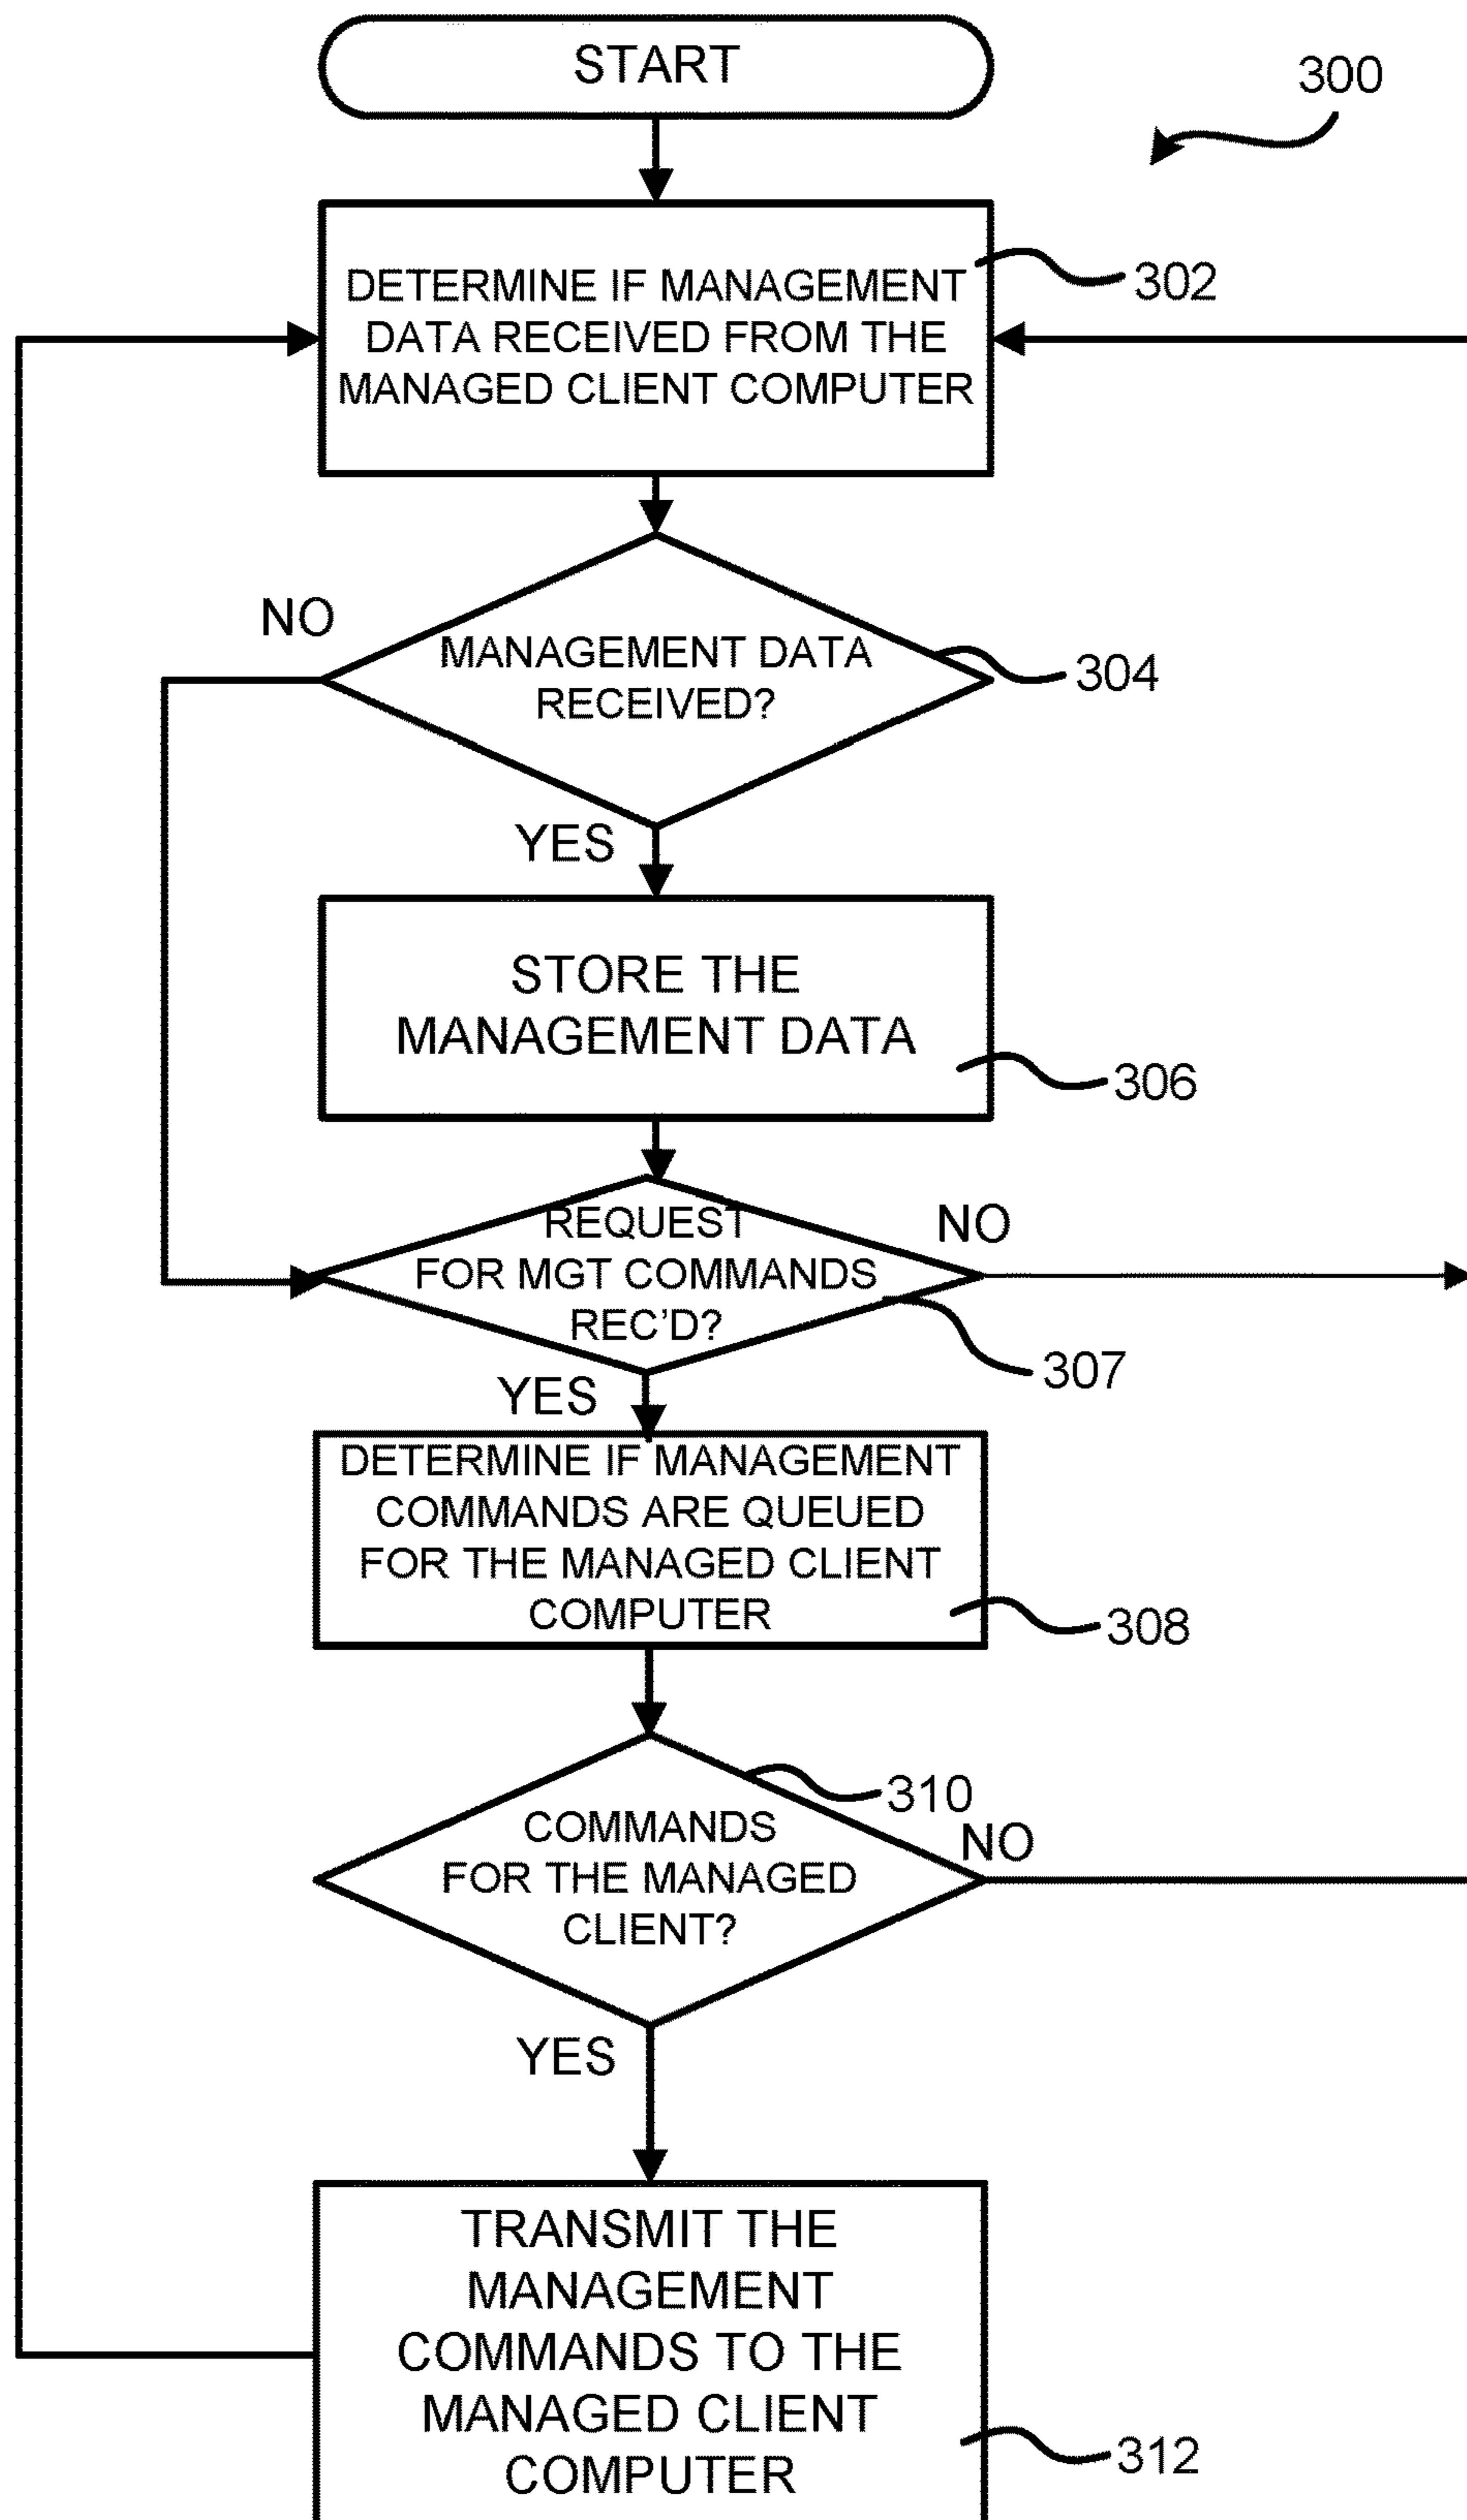 START
300
DETERMINE IF MANAGEMENT
DATA RECEIVED FROM THE
MANAGED CLIENT COMPUTER
302
NO
MANAGEMENT DATA
RECEIVED?
304
YES
STORE THE
MANAGEMENT DATA
306
REQUEST
FOR MGT COMMANDS
REC'D?
NO
307
YES
DETERMINE IF MANAGEMENT
COMMANDS ARE QUEUED
FOR THE MANAGED CLIENT
COMPUTER
308
310
COMMANDS
FOR THE MANAGED
CLIENT?
NO
YES
TRANSMIT THE
MANAGEMENT
COMMANDS TO THE
MANAGED CLIENT
COMPUTER
312